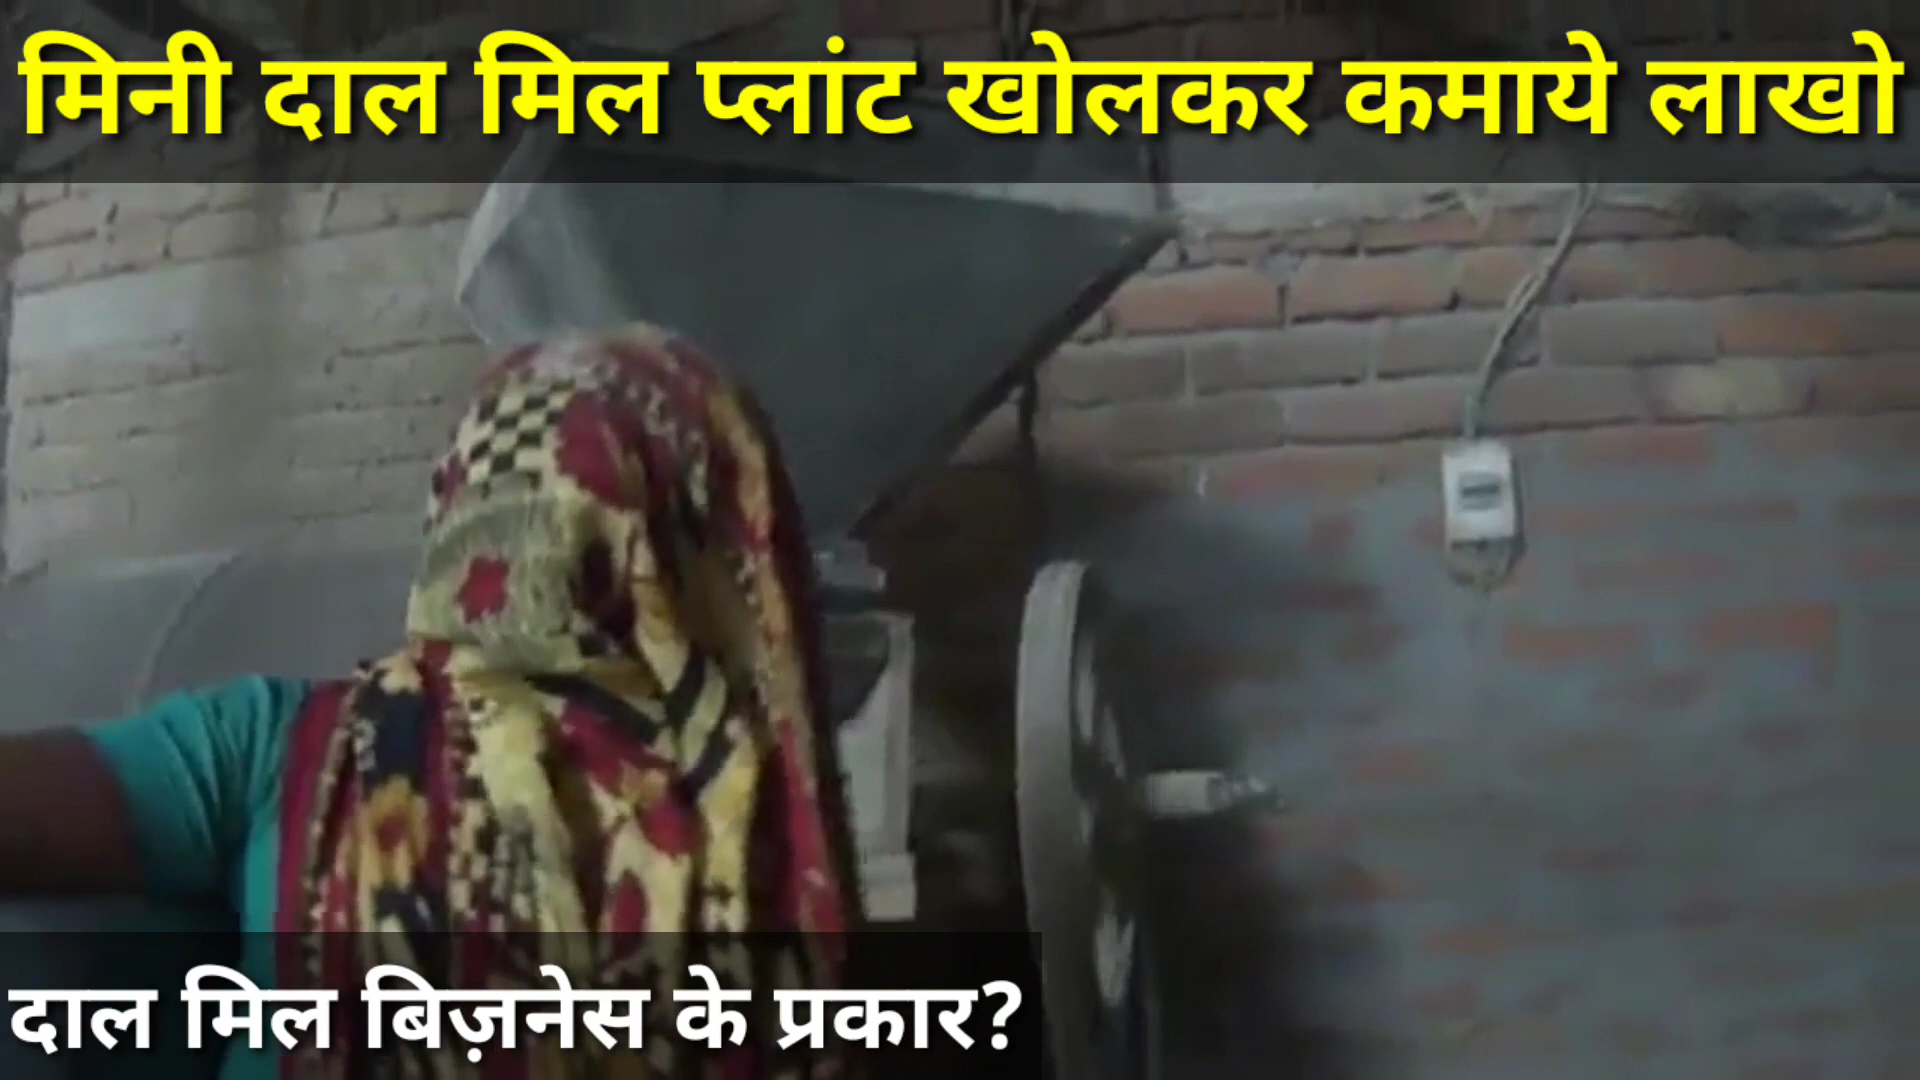 मिनी दाल मिल प्लांट खोलकर कमाये लाखो
दाल मिल बिज़नेस के प्रकार?